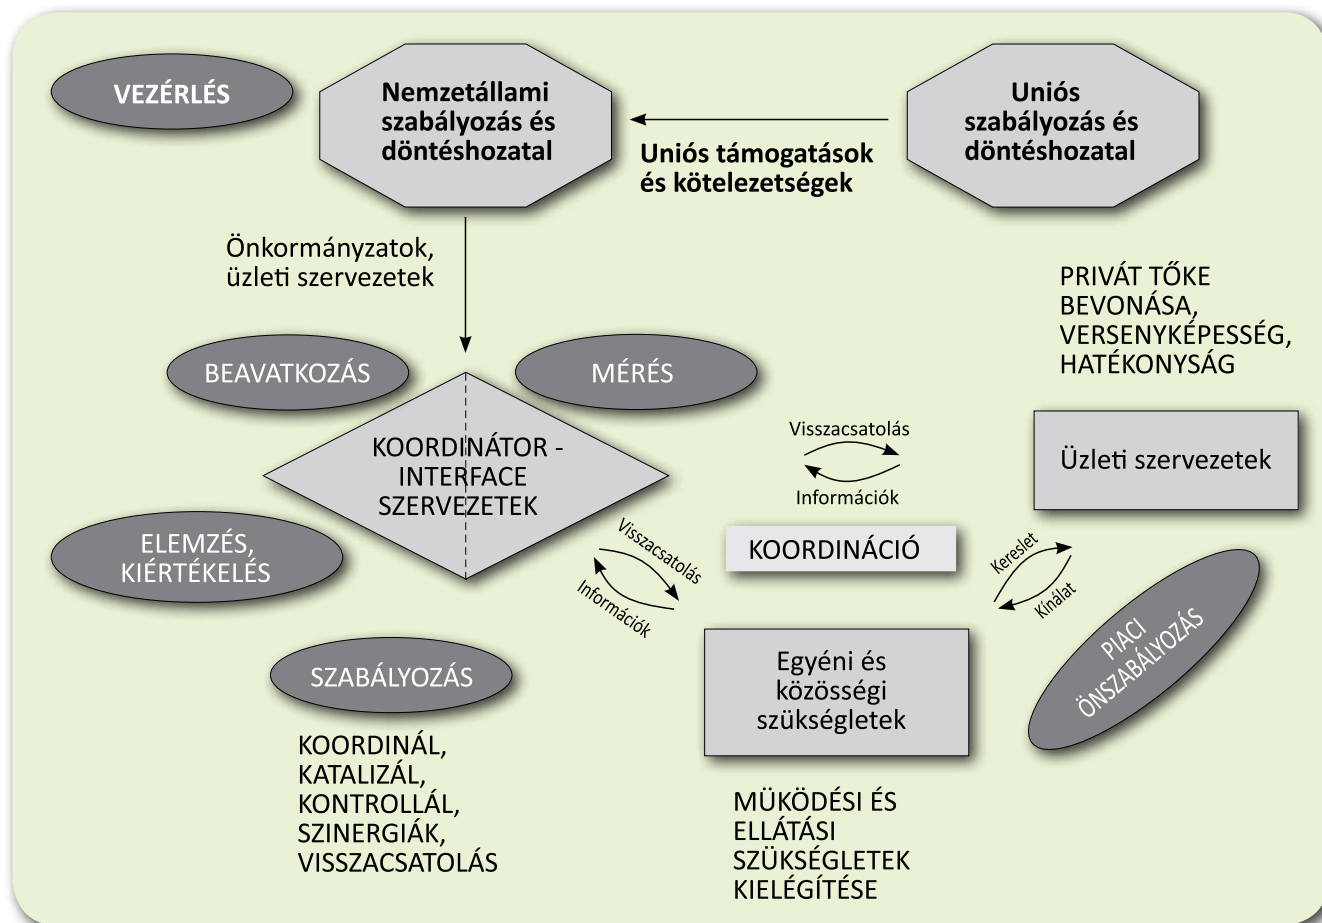 VEZÉRLÉS
Nemzetállami
szabályozás és
döntéshozatal
Uniós
szabályozás és
döntéshozatal
Uniós támogatások
és kötelezetségek
Önkormányzatok,
üzleti szervezetek
PRIVÁT TŐKE
BEVONÁSA,
VERSENYKÉPESSÉG,
HATÉKONYSÁG
BEAVATKOZÁS
MÉRÉS
KOORDINÁTOR -
INTERFACE
SZERVEZETEK
Visszacsatolás
Információk
Üzleti szervezetek
ELEMZÉS,
KIÉRTÉKELÉS
Visszacsatolás
Információk
KOORDINÁCIÓ
Kereslet
Kinálat
PIACI
ÖNSZABÁLYOZÁS
SZABÁLYOZÁS
Egyéni és
közösségi
szükségletek
KOORDINÁL,
KATALIZÁL,
KONTROLLÁL,
SZINERGIÁK,
VISSZACSATOLÁS
MÜKÖDÉSI ÉS
ELLÁTÁSI
SZÜKSÉGLETEK
KIELÉGÍTÉSE